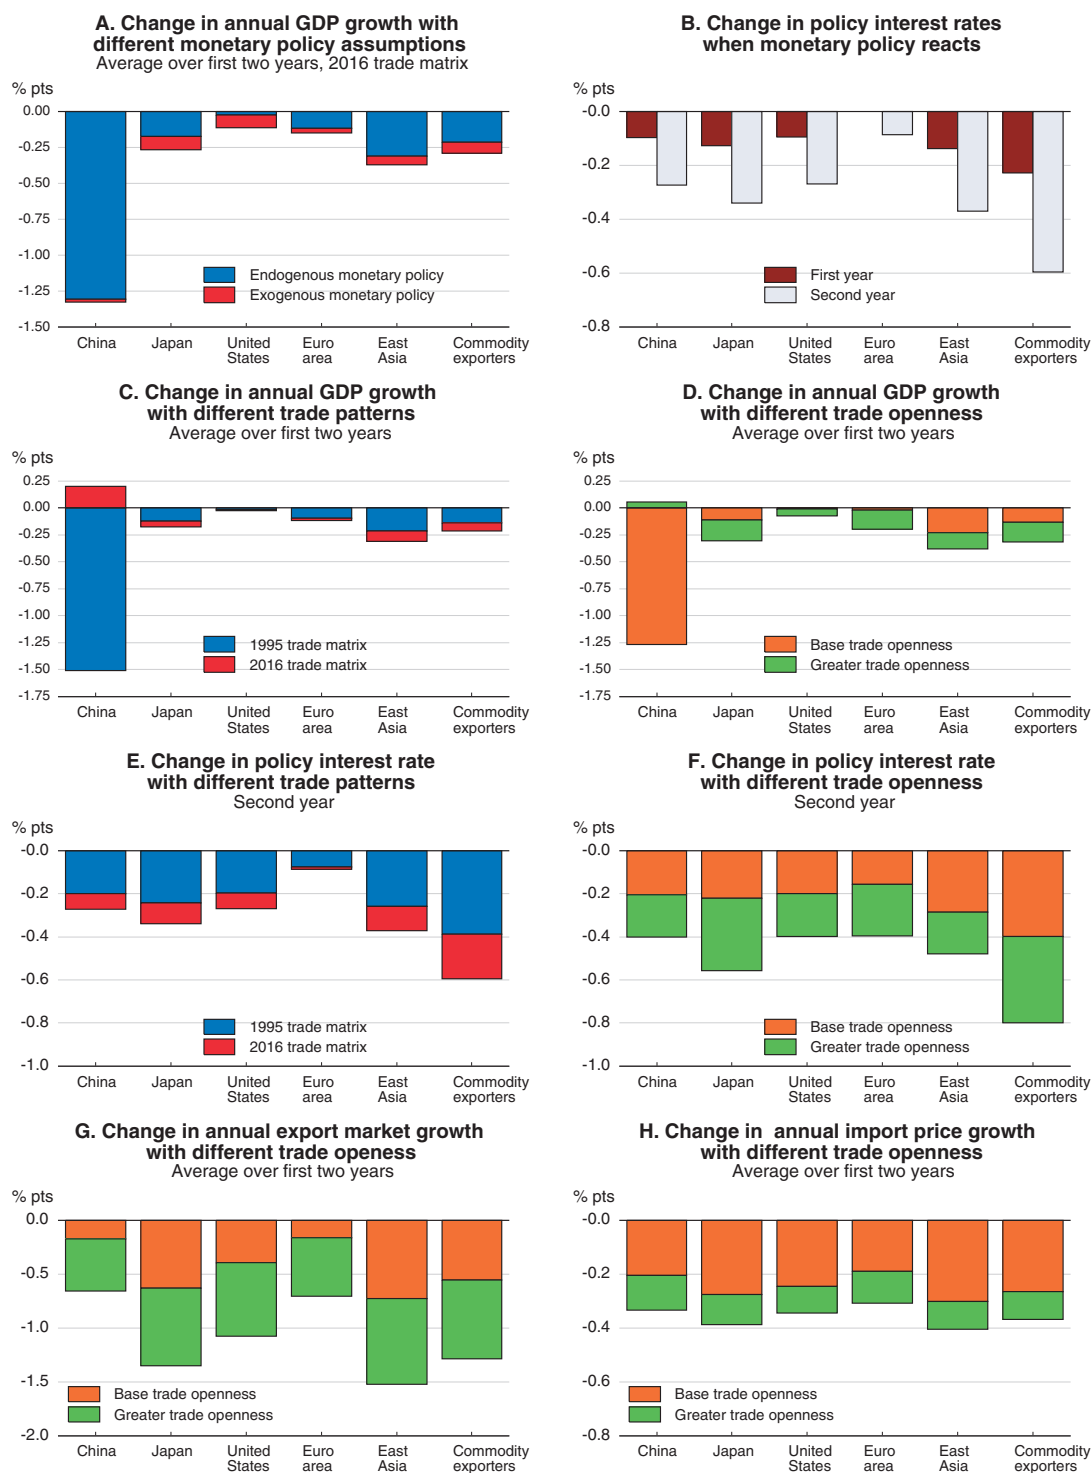 A. Change in annual GDP growth with
different monetary policy assumptions
Average over first two years, 2016 trade matrix
% pts
0.00
-0.25
-0.50
-0.75
-1.00
-1.25
-1.50
Endogenous monetary policy
Exogenous monetary policy
China Japan United Euro East Commodity
States area Asia exporters
B. Change in policy interest rates
when monetary policy reacts
% pts
-0.0
-0.2
-0.4
-0.6
-0.8
First year
Second year
China Japan United Euro East Commodity
States area Asia exporters
C. Change in annual GDP growth
with different trade patterns
Average over first two years
% pts
0.25
0.00
-0.25
-0.50
-0.75
-1.00
-1.25
-1.50
-1.75
1995 trade matrix
2016 trade matrix
China Japan United Euro East Commodity
States area Asia exporters
D. Change in annual GDP growth
with different trade openness
Average over first two years
% pts
0.25
0.00
-0.25
-0.50
-0.75
-1.00
-1.25
-1.50
-1.75
Base trade openness
Greater trade openness
China Japan United Euro East Commodity
States area Asia exporters
E. Change in policy interest rate
with different trade patterns
Second year
% pts
-0.0
-0.2
-0.4
-0.6
-0.8
-1.0
1995 trade matrix
2016 trade matrix
China Japan United Euro East Commodity
States area Asia exporters
F. Change in policy interest rate
with different trade openness
Second year
% pts
-0.0
-0.2
-0.4
-0.6
-0.8
-1.0
Base trade openness
Greater trade openness
China Japan United Euro East Commodity
States area Asia exporters
G. Change in annual export market growth
with different trade openess
Average over first two years
% pts
0.0
-0.5
-1.0
-1.5
-2.0
Base trade openness
Greater trade openness
China Japan United Euro East Commodity
States area Asia exporters
H. Change in annual import price growth
with different trade openness
Average over first two years
% pts
-0.0
-0.2
-0.4
-0.6
-0.8
Base trade openness
Greater trade openness
China Japan United Euro East Commodity
States area Asia exporters